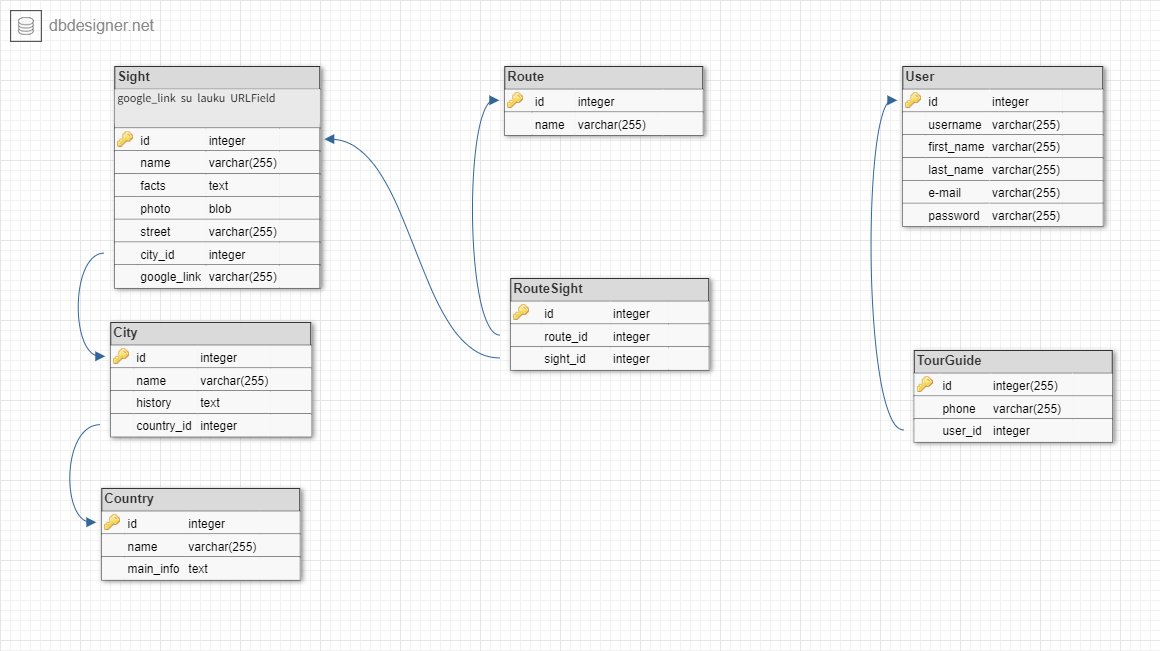 dbdesigner.net
Sight
google_link su lauku URLField
id integer
name varchar(255)
facts text
photo blob
street varchar(255)
city_id integer
google_link varchar(255)
City
id integer
name varchar(255)
history text
country_id integer
Country
id integer
name varchar(255)
main_info text
Route
id integer
name varchar(255)
RouteSight
id integer
route_id integer
sight_id integer
User
id integer
username varchar(255)
first_name varchar(255)
last_name varchar(255)
e-mail varchar(255)
password varchar(255)
TourGuide
id integer(255)
phone varchar(255)
user_id integer